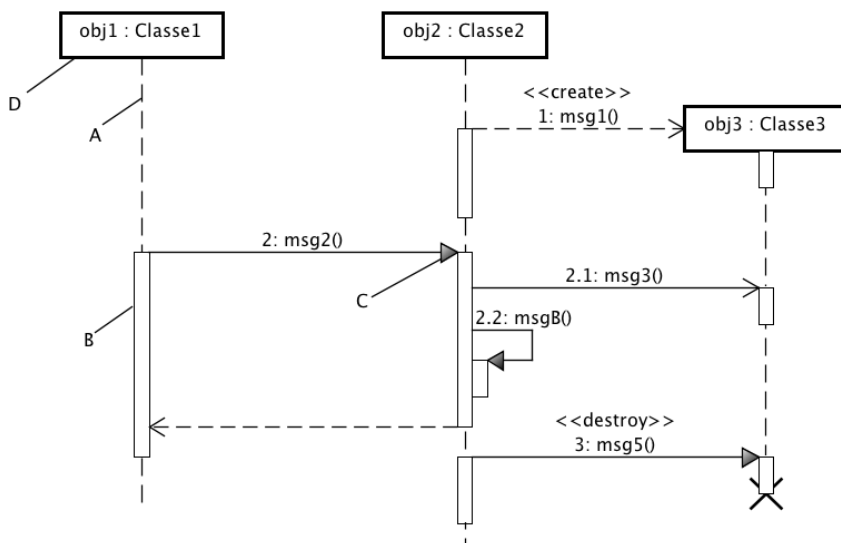 obj1 : Classe1
obj2 : Classe2
D
A
<<create>>
1: msg1()
obj3 : Classe3
2: msg2()
C
2.1: msg3()
2.2: msgB()
B
<<destroy>>
3: msg5()